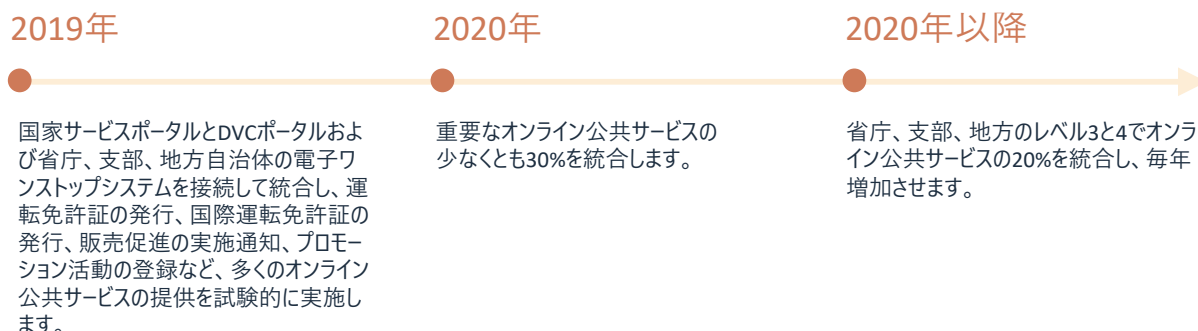 2019年
2020年
2020年以降
国家サービスポータルとDVCポータルおよ
び省庁、支部、地方自治体の電子ワ
ンストップシステムを接続して統合し、運
転免許証の発行、国際運転免許証の
発行、販売促進の実施通知、プロモー
ション活動の登録など、多くのオンライン
公共サービスの提供を試験的に実施し
ます。
重要なオンライン公共サービスの
少なくとも30%を統合します。
省庁、支部、地方のレベル3と4でオンラ
イン公共サービスの20%を統合し、毎年
増加させます。